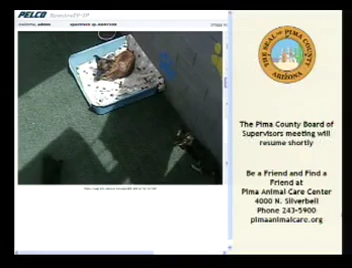 PELCO
THE SEAL OF PIMA COUNTY
ARIZONA
The Pima County Board of
Supervisors meeting will
resume shortly
Be a Friend and Find a
Friend at
Pima Animal Care Center
4000 N. Silverbell
Phone 243-5900
pimaanimalcare.org